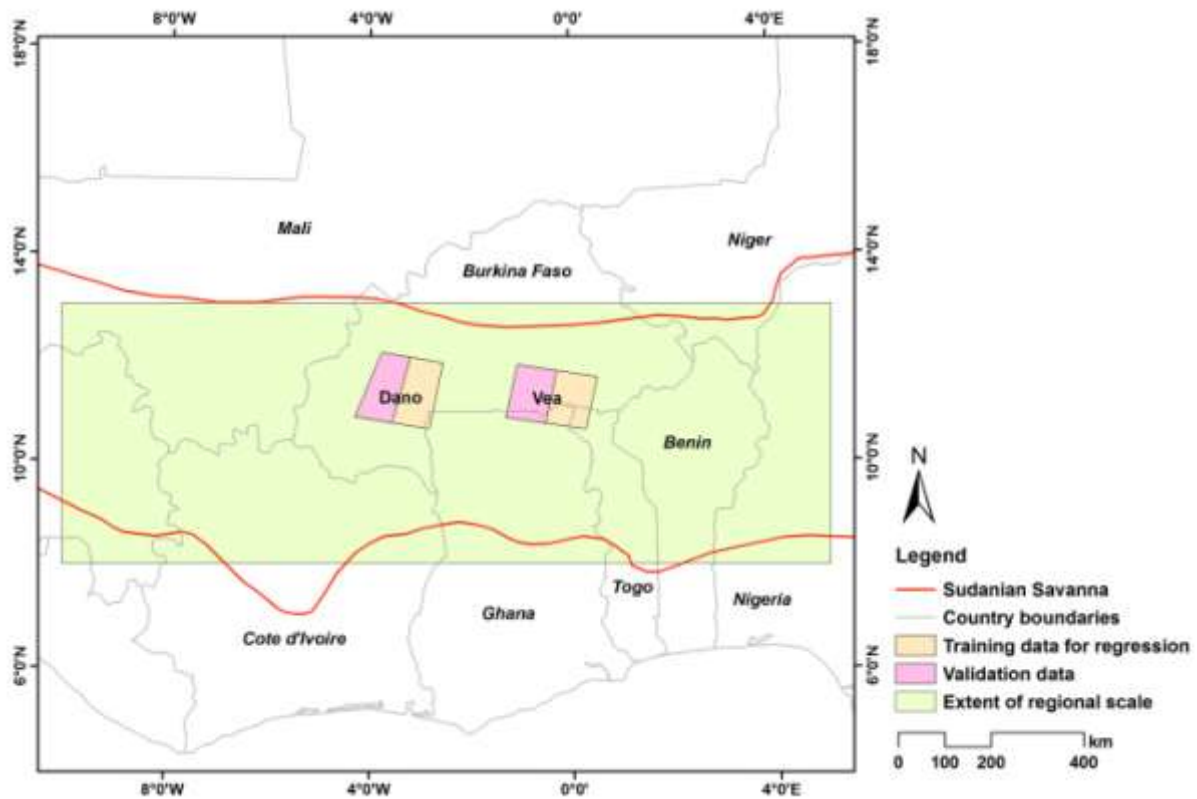 8°0'W 4°0'W 0°0' 4°0'E
18°0'N 18°0'N
Mali
Niger
14°0'N 14°0'N
Burkina Faso
Dano Vea
Benin
10°0'N 10°0'N
Togo
Nigeria
Ghana
Cote d'Ivoire
6°0'N 6°0'N
8°0'W 4°0'W 0°0' 4°0'E
N
Legend
Sudanian Savanna
Country boundaries
Training data for regression
Validation data
Extent of regional scale
km
0 100 200 400